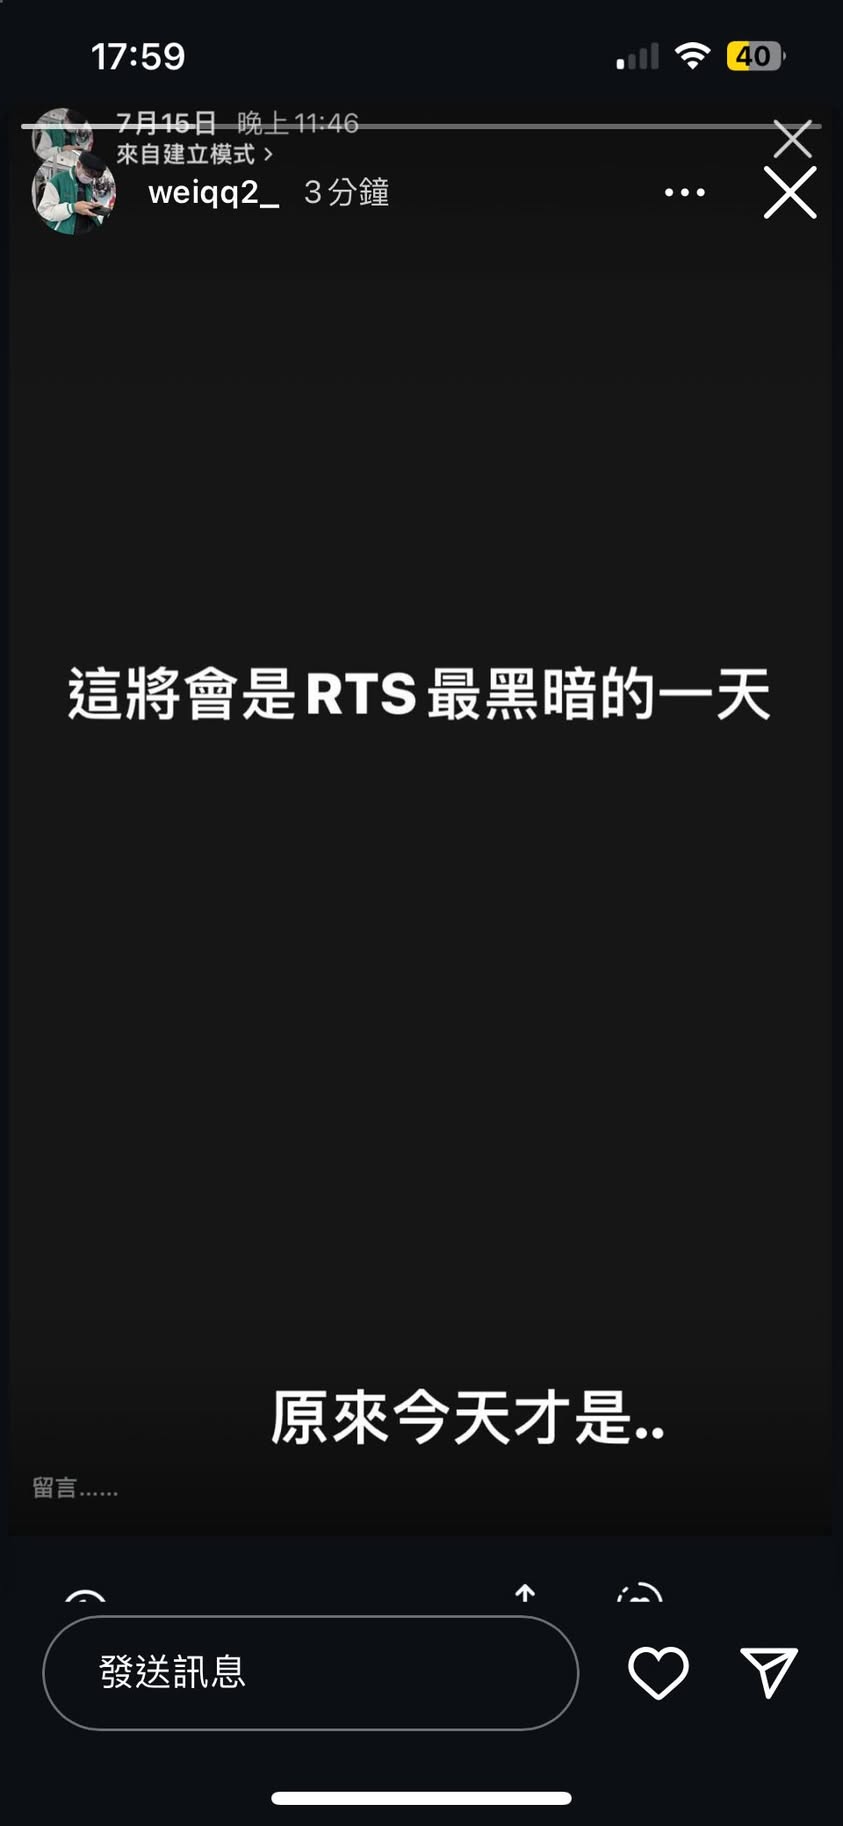 17:59
40
7月15日 晚上11:46
來自建立模式 >
weiqq2_ 3分鐘
這將會是RTS最黑暗的一天
原來今天才是..
留言......
發送訊息